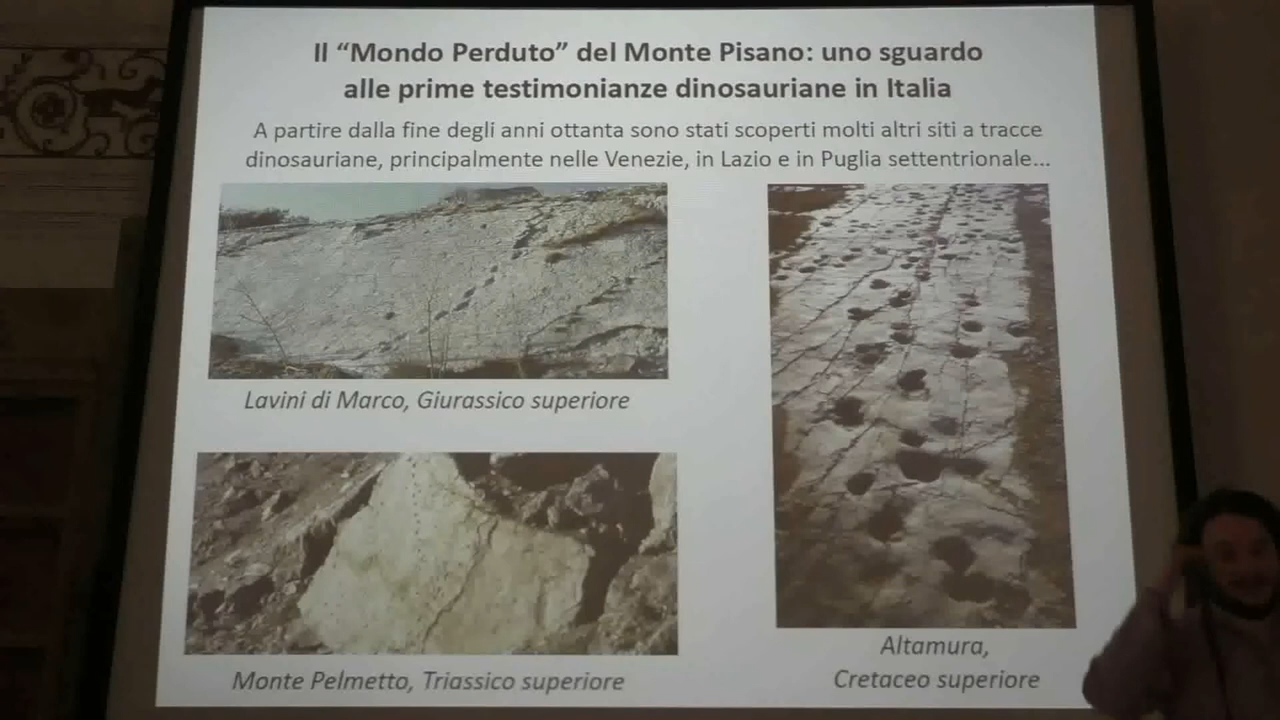 Il “Mondo Perduto” del Monte Pisano: uno sguardo
alle prime testimonianze dinosauriane in Italia
A partire dalla fine degli anni ottanta sono stati scoperti molti altri siti a tracce
dinosauriane, principalmente nelle Venezie, in Lazio e in Puglia settentrionale...
Lavini di Marco, Giurassico superiore
Monte Pelmetto, Triassico superiore
Altamura,
Cretaceo superiore